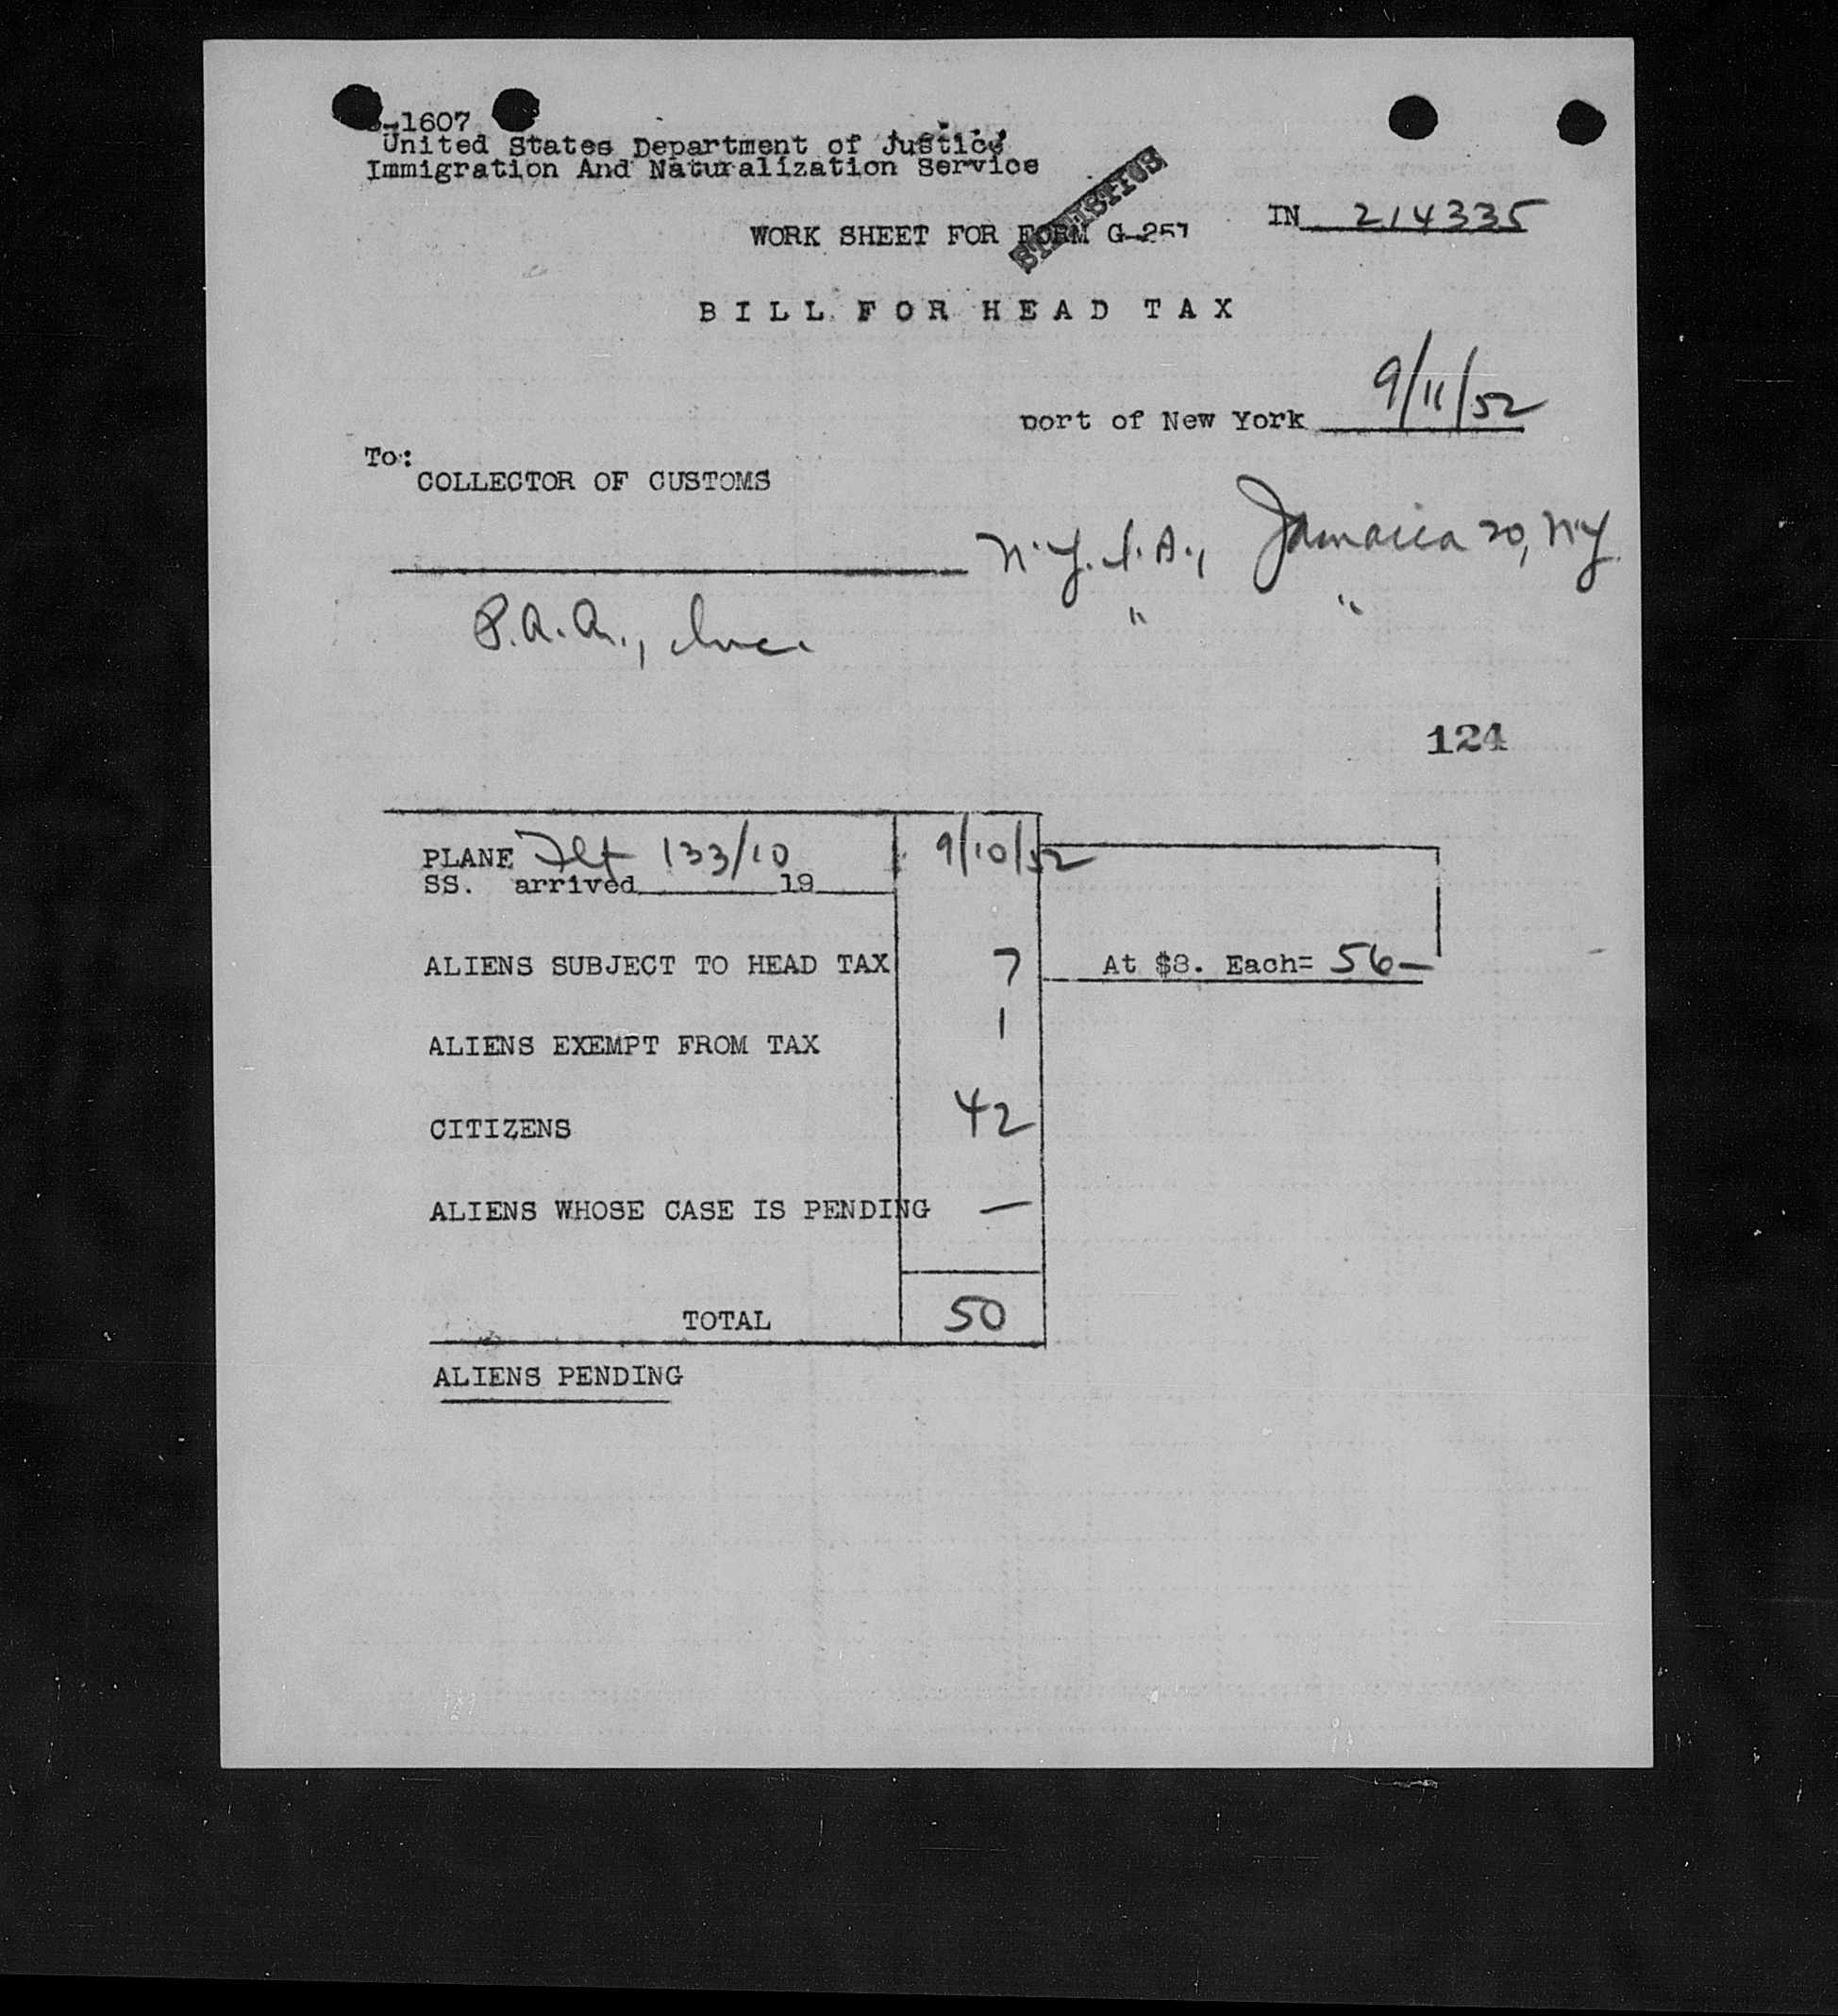 -1607
United States Department of Justice
Immigration And Naturalization Service
STATISTICS
WORK SHEET FOR FORM G-257
IN 214335
BILL FOR HEAD TAX
port of New York 9/11/52
To:
COLLECTOR OF CUSTOMS
N.Y.I.A., Jamaica 20, NY
P.A.A., Inc. " "
124
PLANE Flt 133/10 9/10/52
SS. arrived 19
ALIENS SUBJECT TO HEAD TAX 7 At $8. Each= 56—
ALIENS EXEMPT FROM TAX 1
CITIZENS 42
ALIENS WHOSE CASE IS PENDING —
TOTAL 50
ALIENS PENDING